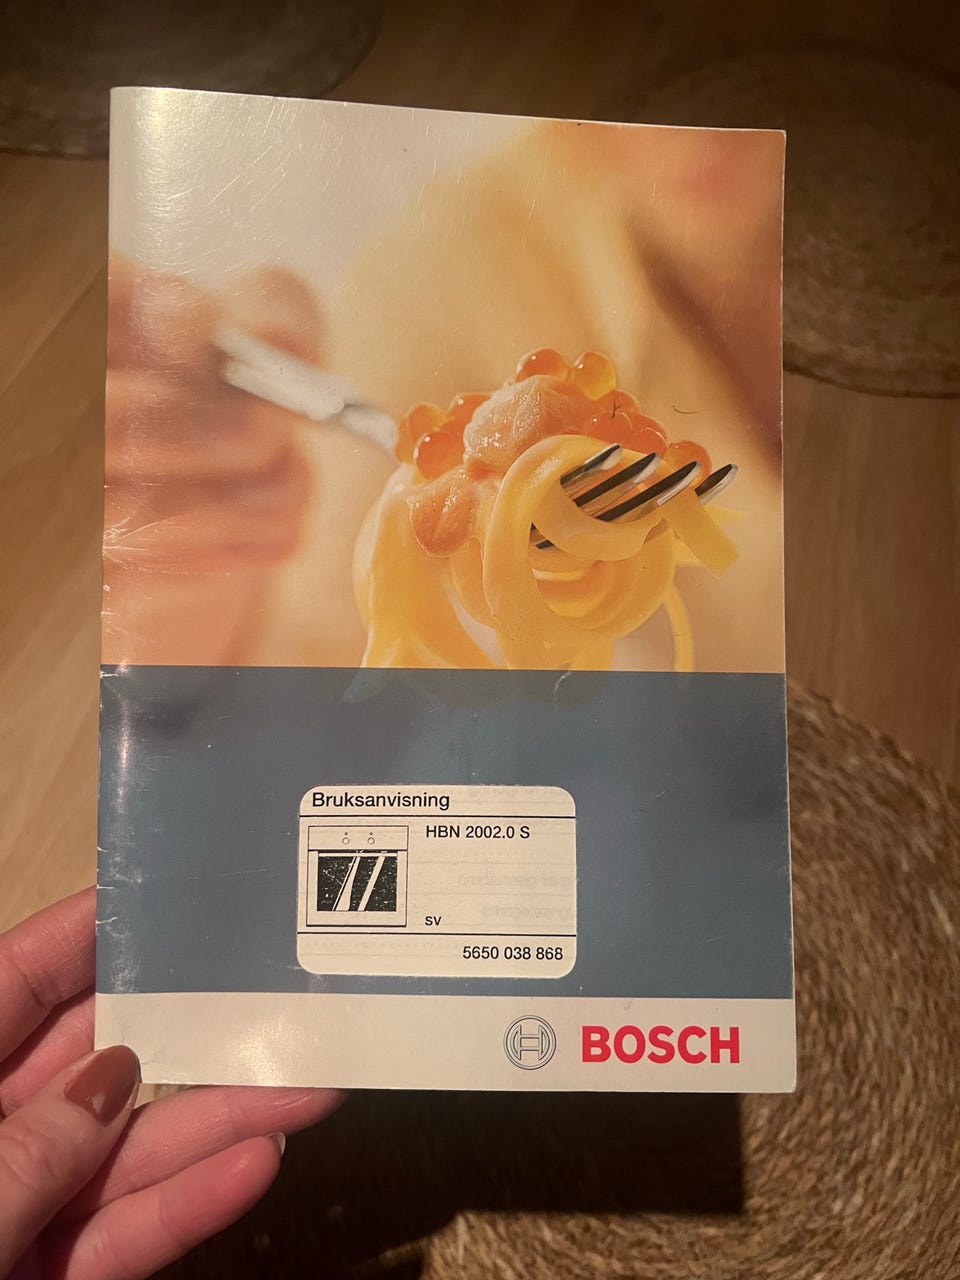 Bruksanvisning
HBN 2002.0 S
sv
5650 038 868
BOSCH